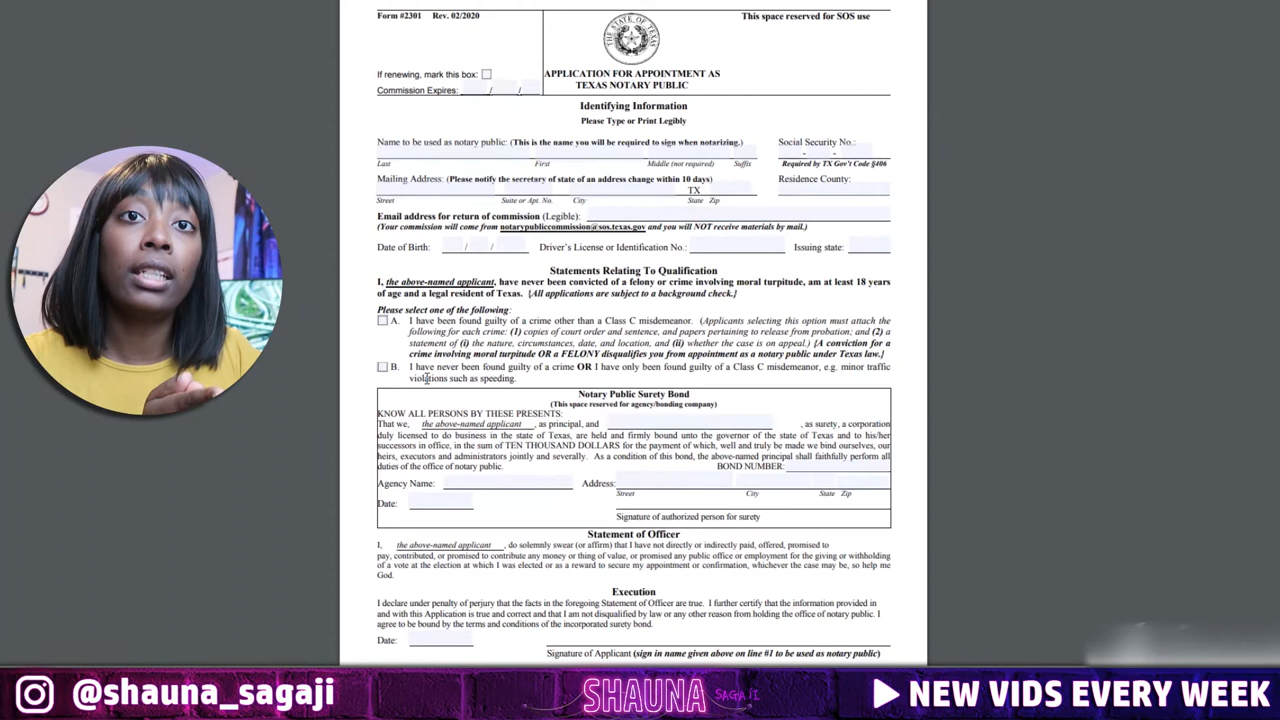 Form #2301 Rev. 02/2020
This space reserved for SOS use
THE STATE OF TEXAS
If renewing, mark this box:
Commission Expires: / /
APPLICATION FOR APPOINTMENT AS
TEXAS NOTARY PUBLIC
Identifying Information
Please Type or Print Legibly
Name to be used as notary public: (This is the name you will be required to sign when notarizing.) Social Security No.:
- -
Last First Middle (not required) Suffix Required by TX Gov't Code §406
Mailing Address: (Please notify the secretary of state of an address change within 10 days) Residence County:
TX
Street Suite or Apt. No. City State Zip
Email address for return of commission (Legible):
(Your commission will come from notarypubliccommission@sos.texas.gov and you will NOT receive materials by mail.)
Date of Birth: / / Driver's License or Identification No.: Issuing state:
Statements Relating To Qualification
I, the above-named applicant, have never been convicted of a felony or crime involving moral turpitude, am at least 18 years
of age and a legal resident of Texas. {All applications are subject to a background check.}
Please select one of the following:
A. I have been found guilty of a crime other than a Class C misdemeanor. (Applicants selecting this option must attach the
following for each crime: (1) copies of court order and sentence, and papers pertaining to release from probation; and (2) a
statement of (i) the nature, circumstances, date, and location, and (ii) whether the case is on appeal.) {A conviction for a
crime involving moral turpitude OR a FELONY disqualifies you from appointment as a notary public under Texas law.}
B. I have never been found guilty of a crime OR I have only been found guilty of a Class C misdemeanor, e.g. minor traffic
violations such as speeding.
Notary Public Surety Bond
(This space reserved for agency/bonding company)
KNOW ALL PERSONS BY THESE PRESENTS:
That we, the above-named applicant , as principal, and , as surety, a corporation
duly licensed to do business in the state of Texas, are held and firmly bound unto the governor of the state of Texas and to his/her
successors in office, in the sum of TEN THOUSAND DOLLARS for the payment of which, well and truly be made we bind ourselves, our
heirs, executors and administrators jointly and severally. As a condition of this bond, the above-named principal shall faithfully perform all
duties of the office of notary public. BOND NUMBER:
Agency Name: Address:
Street City State Zip
Date:
Signature of authorized person for surety
Statement of Officer
I, the above-named applicant , do solemnly swear (or affirm) that I have not directly or indirectly paid, offered, promised to
pay, contributed, or promised to contribute any money or thing of value, or promised any public office or employment for the giving or withholding
of a vote at the election at which I was elected or as a reward to secure my appointment or confirmation, whichever the case may be, so help me
God.
Execution
I declare under penalty of perjury that the facts in the foregoing Statement of Officer are true. I further certify that the information provided in
and with this Application is true and correct and that I am not disqualified by law or any other reason from holding the office of notary public. I
agree to be bound by the terms and conditions of the incorporated surety bond.
Date:
Signature of Applicant (sign in name given above on line #1 to be used as notary public)
@shauna_sagaji
SHAUNA SAGAJI
NEW VIDS EVERY WEEK